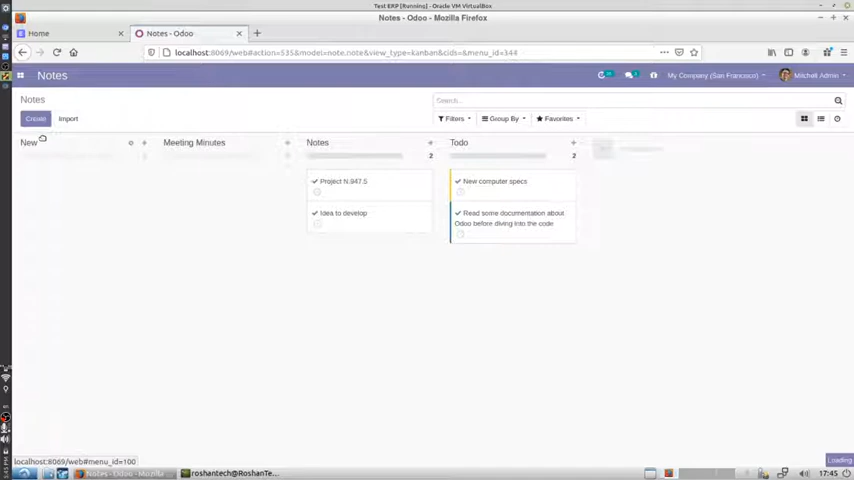 Test ERP [Running] - Oracle VM VirtualBox
Notes - Odoo - Mozilla Firefox
Home
Notes - Odoo
localhost:8069/web#action=535&model=note.note&view_type=kanban&cids=&menu_id=344
Notes
My Company (San Francisco)
Mitchell Admin
Notes
Search...
Create
Import
Filters
Group By
Favorites
New
Meeting Minutes
Notes
Todo
2
2
Project N.947.5
New computer specs
Idea to develop
Read some documentation about
Odoo before diving into the code
localhost:8069/web#menu_id=100
Loading
Notes - Odoo - Mozilla
roshantech@RoshanTe...
17:45